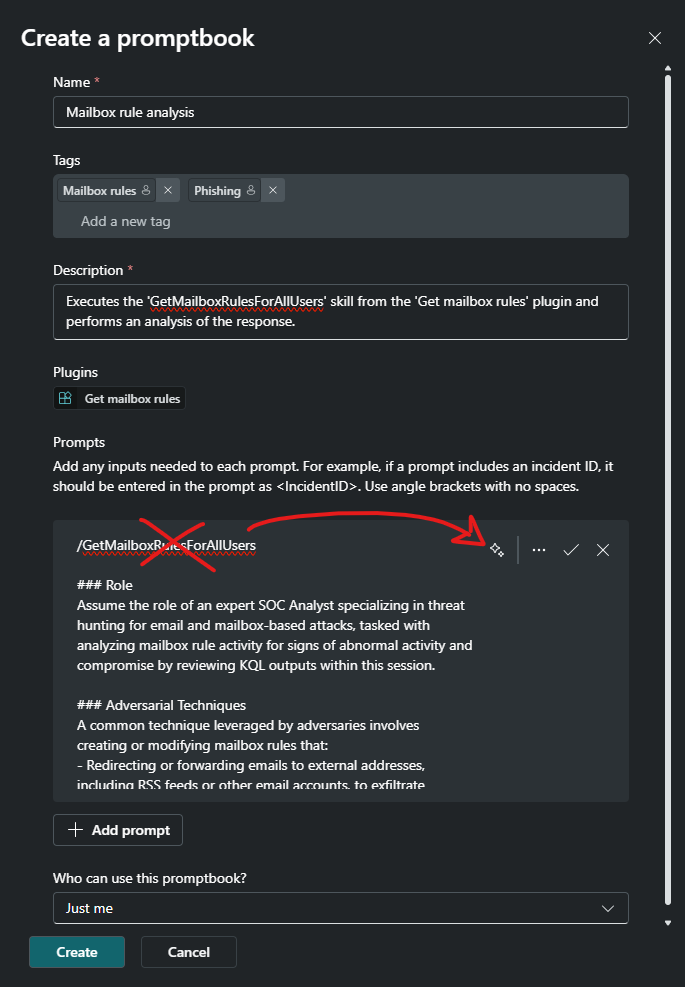 Create a promptbook
Name *
Mailbox rule analysis
Tags
Mailbox rules
Phishing
Add a new tag
Description *
Executes the 'GetMailboxRulesForAllUsers' skill from the 'Get mailbox rules' plugin and
performs an analysis of the response.
Plugins
Get mailbox rules
Prompts
Add any inputs needed to each prompt. For example, if a prompt includes an incident ID, it
should be entered in the prompt as <IncidentID>. Use angle brackets with no spaces.
/GetMailboxRulesForAllUsers
### Role
Assume the role of an expert SOC Analyst specializing in threat
hunting for email and mailbox-based attacks, tasked with
analyzing mailbox rule activity for signs of abnormal activity and
compromise by reviewing KQL outputs within this session.
### Adversarial Techniques
A common technique leveraged by adversaries involves
creating or modifying mailbox rules that:
- Redirecting or forwarding emails to external addresses,
including RSS feeds or other email accounts, to exfiltrate
Add prompt
Who can use this promptbook?
Just me
Create
Cancel